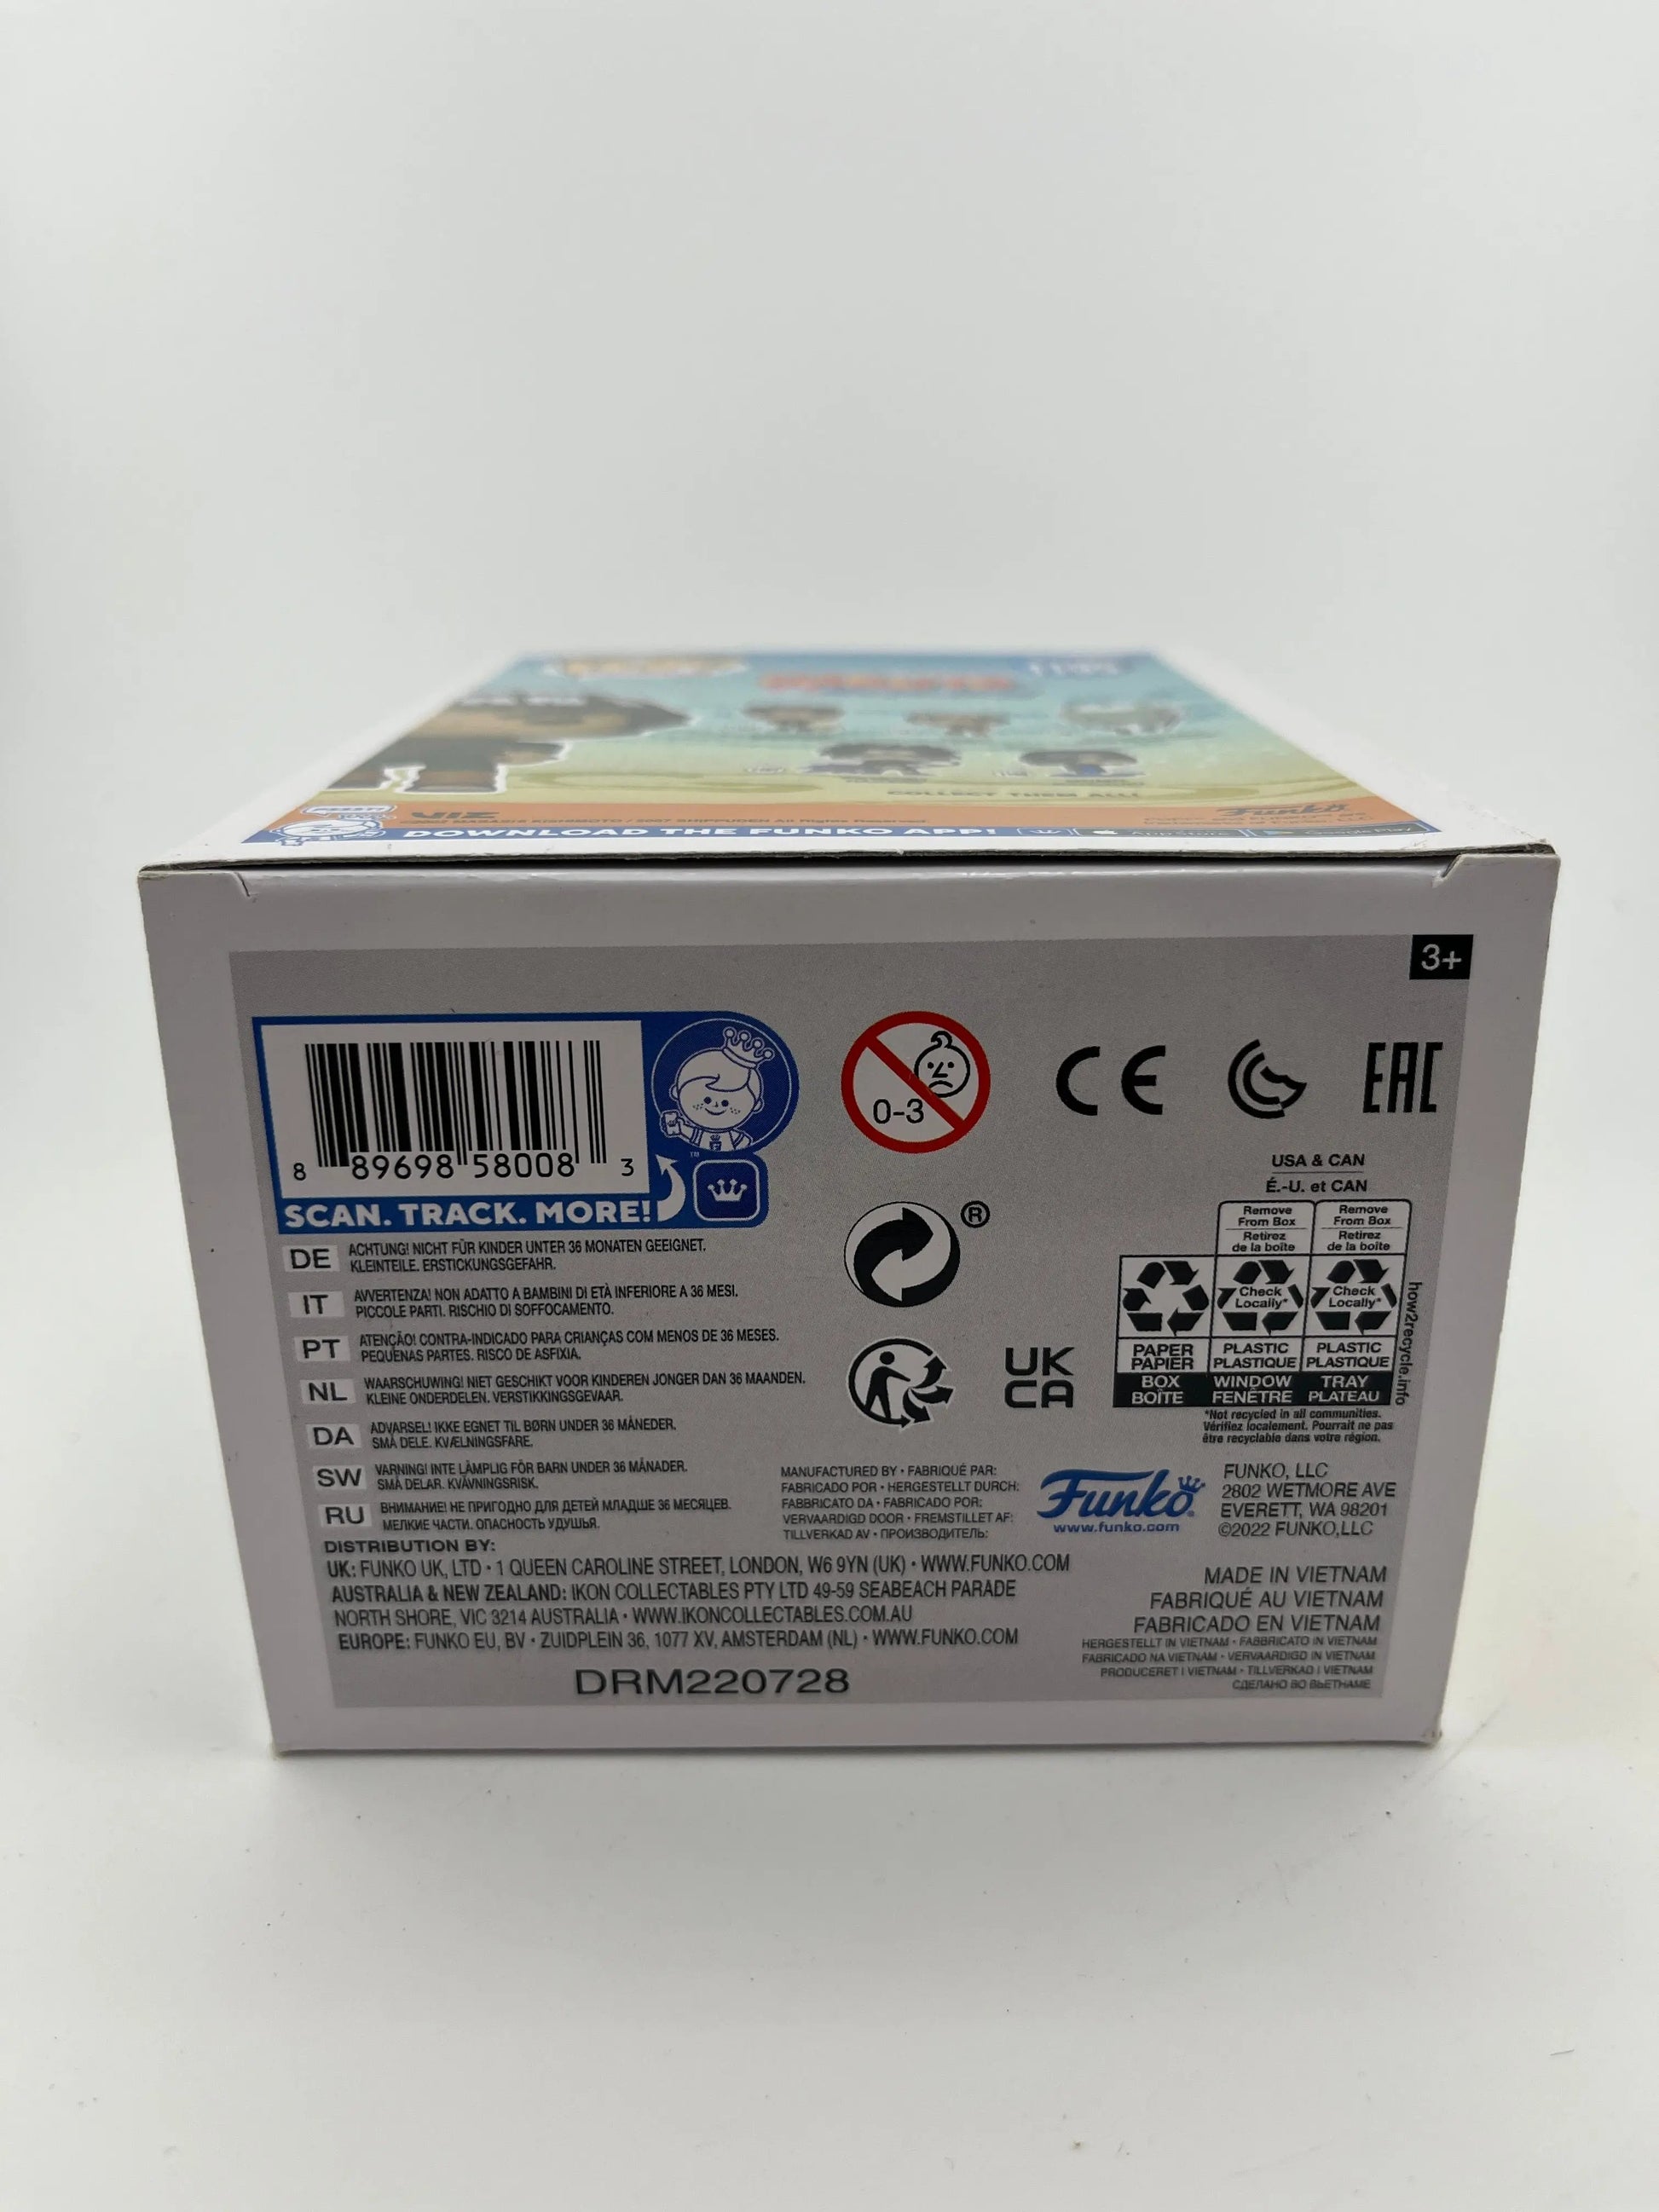 COLLECT THEM ALL!
VIZ
Funko
SHIPPUDEN All Rights Reserved.
DOWNLOAD THE FUNKO APP!
App Store
Google Play
3+
8 89698 58008 3
SCAN. TRACK. MORE!
TM
0-3
CE
EAC
®
UK
CA
USA & CAN
É.-U. et CAN
Remove
From Box
Retirez
de la boîte
Remove
From Box
Retirez
de la boîte
Check
Locally*
Check
Locally*
PAPER
PAPIER
BOX
BOÎTE
PLASTIC
PLASTIQUE
WINDOW
FENÊTRE
PLASTIC
PLASTIQUE
TRAY
PLATEAU
how2recycle.info
*Not recycled in all communities.
Vérifiez localement. Pourrait ne pas
être recyclable dans votre région.
DE ACHTUNG! NICHT FÜR KINDER UNTER 36 MONATEN GEEIGNET.
KLEINTEILE. ERSTICKUNGSGEFAHR.
IT AVVERTENZA! NON ADATTO A BAMBINI DI ETÀ INFERIORE A 36 MESI.
PICCOLE PARTI. RISCHIO DI SOFFOCAMENTO.
PT ATENÇÃO! CONTRA-INDICADO PARA CRIANÇAS COM MENOS DE 36 MESES.
PEQUENAS PARTES. RISCO DE ASFIXIA.
NL WAARSCHUWING! NIET GESCHIKT VOOR KINDEREN JONGER DAN 36 MAANDEN.
KLEINE ONDERDELEN. VERSTIKKINGSGEVAAR.
DA ADVARSEL! IKKE EGNET TIL BØRN UNDER 36 MÅNEDER.
SMÅ DELE. KVÆLNINGSFARE.
SW VARNING! INTE LÄMPLIG FÖR BARN UNDER 36 MÅNADER.
SMÅ DELAR. KVÄVNINGSRISK.
RU ВНИМАНИЕ! НЕ ПРИГОДНО ДЛЯ ДЕТЕЙ МЛАДШЕ 36 МЕСЯЦЕВ.
МЕЛКИЕ ЧАСТИ. ОПАСНОСТЬ УДУШЬЯ.
MANUFACTURED BY • FABRIQUÉ PAR:
FABRICADO POR • HERGESTELLT DURCH:
FABBRICATO DA • FABRICADO POR:
VERVAARDIGD DOOR • FREMSTILLET AF:
TILLVERKAD AV • ПРОИЗВОДИТЕЛЬ:
Funko
www.funko.com
FUNKO, LLC
2802 WETMORE AVE
EVERETT, WA 98201
©2022 FUNKO,LLC
DISTRIBUTION BY:
UK: FUNKO UK, LTD • 1 QUEEN CAROLINE STREET, LONDON, W6 9YN (UK) • WWW.FUNKO.COM
AUSTRALIA & NEW ZEALAND: IKON COLLECTABLES PTY LTD 49-59 SEABEACH PARADE
NORTH SHORE, VIC 3214 AUSTRALIA • WWW.IKONCOLLECTABLES.COM.AU
EUROPE: FUNKO EU, BV • ZUIDPLEIN 36, 1077 XV, AMSTERDAM (NL) • WWW.FUNKO.COM
DRM220728
MADE IN VIETNAM
FABRIQUÉ AU VIETNAM
FABRICADO EN VIETNAM
HERGESTELLT IN VIETNAM • FABBRICATO IN VIETNAM
FABRICADO NA VIETNAM • VERVAARDIGD IN VIETNAM
PRODUCERET I VIETNAM • TILLVERKAD I VIETNAM
СДЕЛАНО ВО ВЬЕТНАМЕ